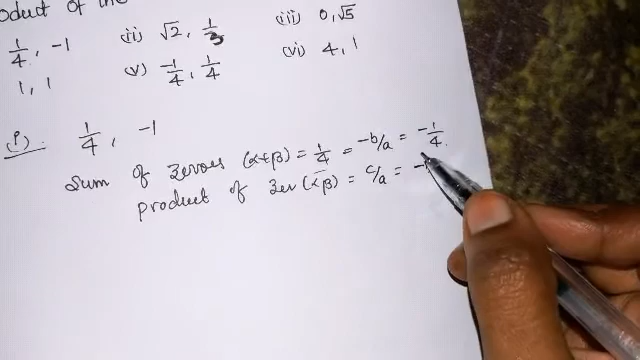 oduct of the
1/4, -1 (ii) √2, 1/3 (iii) 0, √5
1, 1 (v) -1/4, 1/4 (vi) 4, 1
(i). 1/4, -1
Sum of zeroes (α+β) = 1/4 = -b/a = -1/4.
product of zer (αβ) = c/a = -